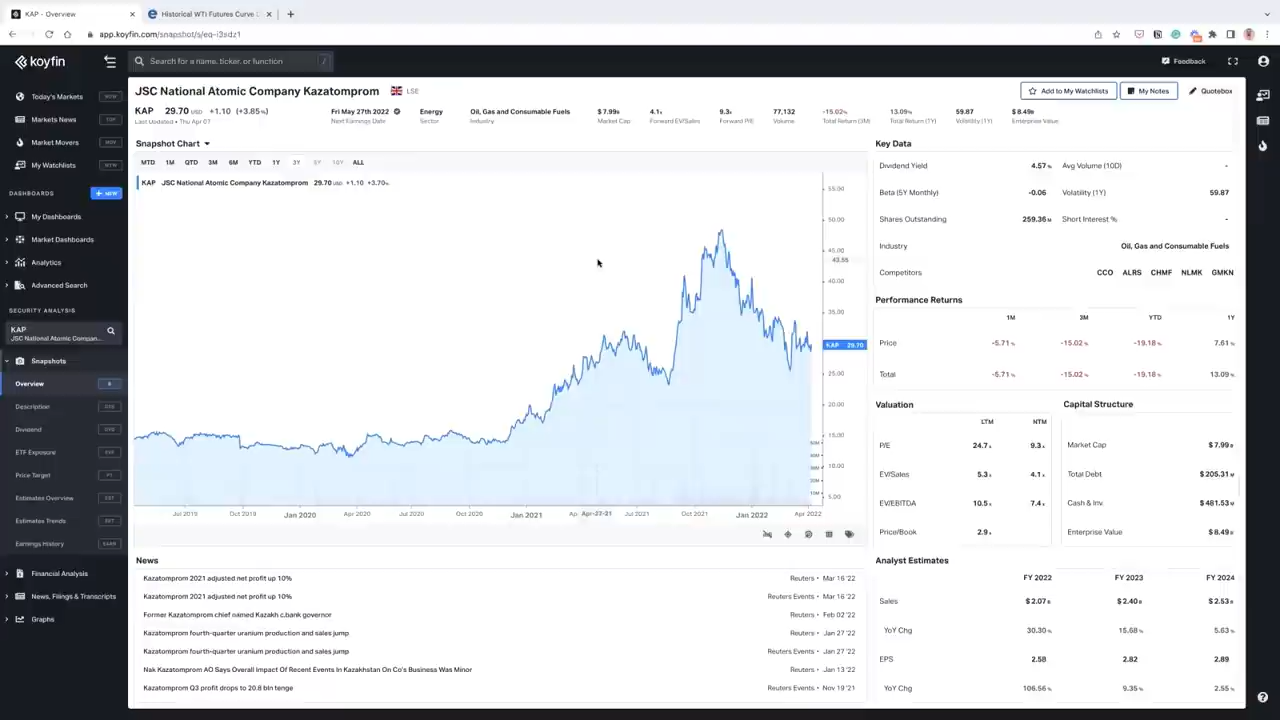 KAP - Overview
Historical WTI Futures Curve
app.koyfin.com/snapshot/s/eq-i3sdz1
koyfin
Search for a name, ticker, or function
/
Feedback
Today's Markets
Markets News
Market Movers
My Watchlists
DASHBOARDS
NEW
My Dashboards
Market Dashboards
Analytics
Advanced Search
SECURITY ANALYSIS
KAP
JSC National Atomic Compan...
Snapshots
Overview
Description
Dividend
ETF Exposure
Price Target
Estimates Overview
Estimates Trends
Earnings History
Financial Analysis
News, Filings & Transcripts
Graphs
JSC National Atomic Company Kazatomprom LSE
Add to My Watchlists
My Notes
Quotebox
KAP 29.70 USD +1.10 (+3.85%)
Last Updated • Thu Apr 07
Fri May 27th 2022
Next Earnings Date
Energy
Sector
Oil, Gas and Consumable Fuels
Industry
$ 7.99B
Market Cap
4.1x
Forward EV/Sales
9.3x
Forward P/E
77,132
Volume
-15.02%
Total Return (3M)
13.09%
Total Return (1Y)
59.87
Volatility (1Y)
$ 8.49B
Enterprise Value
Snapshot Chart
MTD 1M QTD 3M 6M YTD 1Y 3Y 5Y 10Y ALL
KAP JSC National Atomic Company Kazatomprom 29.70 USD +1.10 +3.70%
55.00
50.00
45.00
43.55
40.00
35.00
KAP 29.70
25.00
15.00
10.00
5.00
Jul 2019 Oct 2019 Jan 2020 Apr 2020 Jul 2020 Oct 2020 Jan 2021 Apr-27-21 Jul 2021 Oct 2021 Jan 2022 Apr 2022
News
Kazatomprom 2021 adjusted net profit up 10% Reuters • Mar 16 '22
Kazatomprom 2021 adjusted net profit up 10% Reuters Events • Mar 16 '22
Former Kazatomprom chief named Kazakh c.bank governor Reuters • Feb 02 '22
Kazatomprom fourth-quarter uranium production and sales jump Reuters • Jan 27 '22
Kazatomprom fourth-quarter uranium production and sales jump Reuters Events • Jan 27 '22
Nak Kazatomprom AO Says Overall Impact Of Recent Events In Kazakhstan On Co's Business Was Minor Reuters • Jan 13 '22
Kazatomprom Q3 profit drops to 20.8 bln tenge Reuters Events • Nov 19 '21
Key Data
Dividend Yield 4.57% Avg Volume (10D) -
Beta (5Y Monthly) -0.06 Volatility (1Y) 59.87
Shares Outstanding 259.36M Short Interest % -
Industry Oil, Gas and Consumable Fuels
Competitors CCO ALRS CHMF NLMK GMKN
Performance Returns
1M 3M YTD 1Y
Price -5.71% -15.02% -19.18% 7.61%
Total -5.71% -15.02% -19.18% 13.09%
Valuation
LTM NTM
P/E 24.7x 9.3x
EV/Sales 5.3x 4.1x
EV/EBITDA 10.5x 7.4x
Price/Book 2.9x
Capital Structure
Market Cap $ 7.99B
Total Debt $ 205.31M
Cash & Inv. $ 481.53M
Enterprise Value $ 8.49B
Analyst Estimates
FY 2022 FY 2023 FY 2024
Sales $ 2.07B $ 2.40B $ 2.53B
YoY Chg 30.30% 15.68% 5.63%
EPS 2.58 2.82 2.89
YoY Chg 106.56% 9.35% 2.55%